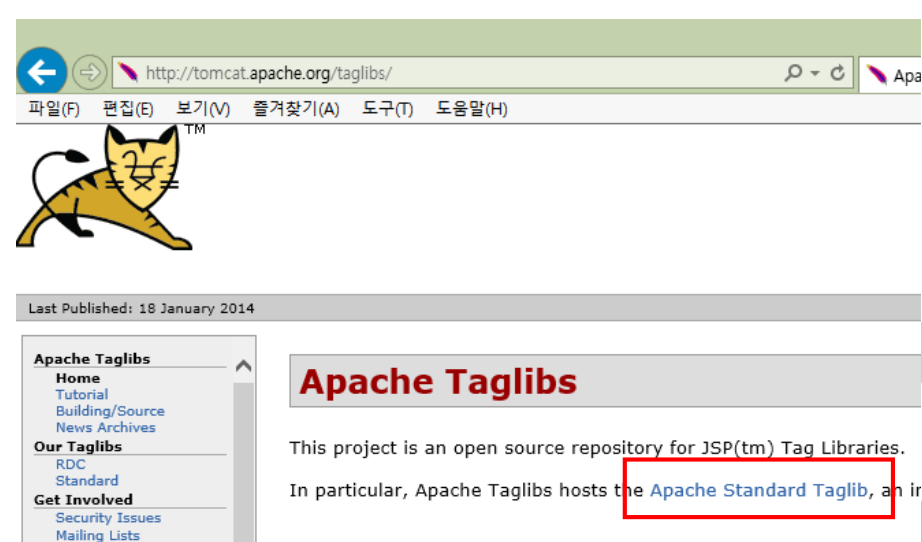 http://tomcat.apache.org/taglibs/
Apa
파일(F) 편집(E) 보기(V) 즐겨찾기(A) 도구(T) 도움말(H)
TM
Last Published: 18 January 2014
Apache Taglibs
Home
Tutorial
Building/Source
News Archives
Our Taglibs
RDC
Standard
Get Involved
Security Issues
Mailing Lists
Apache Taglibs
This project is an open source repository for JSP(tm) Tag Libraries.
In particular, Apache Taglibs hosts the Apache Standard Taglib, an i